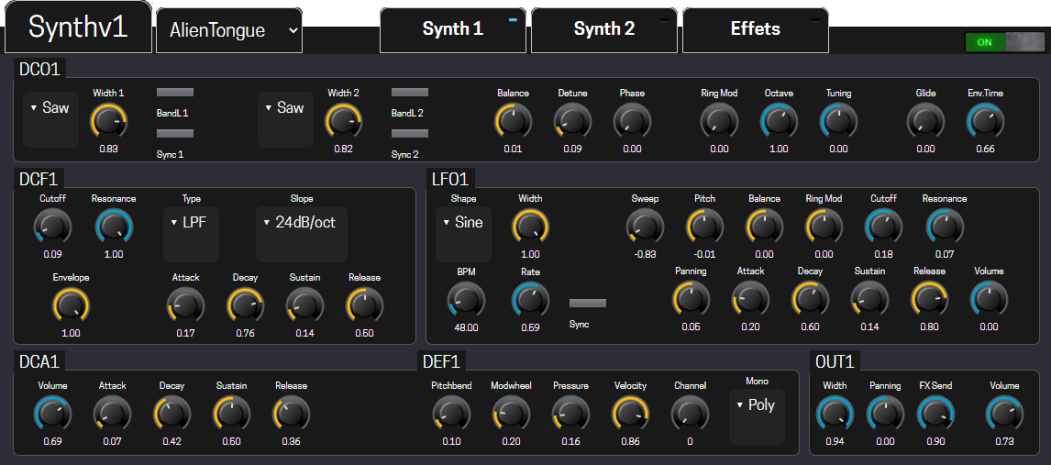 Synthv1 AlienTongue Synth 1 Synth 2 Effets
ON
DCO1
Saw Width 1 0.83 BandL1 Sync 1 Saw Width 2 0.82 BandL2 Sync 2 Balance 0.01 Detune 0.09 Phase 0.00 Ring Mod 0.00 Octave 1.00 Tuning 0.00 Glide 0.00 Env.Time 0.66
DCF1
Cutoff Resonance Type Slope
LPF 24dB/oct
0.09 1.00
Envelope Attack Decay Sustain Release
1.00 0.17 0.76 0.14 0.50
LFO1
Shape Width Sweep Pitch Balance Ring Mod Cutoff Resonance
Sine
1.00 -0.83 -0.01 0.00 0.00 0.18 0.07
BPM Rate Panning Attack Decay Sustain Release Volume
Sync
48.00 0.59 0.05 0.20 0.60 0.14 0.80 0.00
DCA1
Volume Attack Decay Sustain Release
0.69 0.07 0.42 0.50 0.36
DEF1
Pitchbend Modwheel Pressure Velocity Channel Mono
Poly
0.10 0.20 0.16 0.86 0
OUT1
Width Panning FX Send Volume
0.94 0.00 0.90 0.73